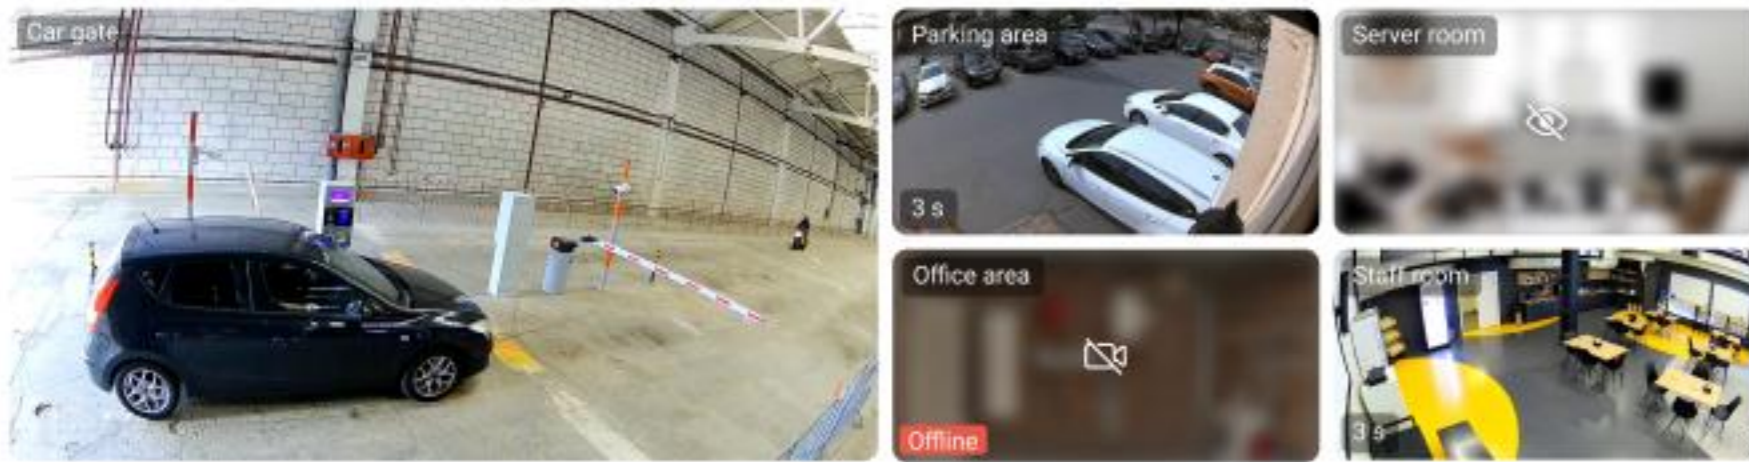 Car gate
Parking area
3 s
Server room
Office area
Offline
Staff room
3 s